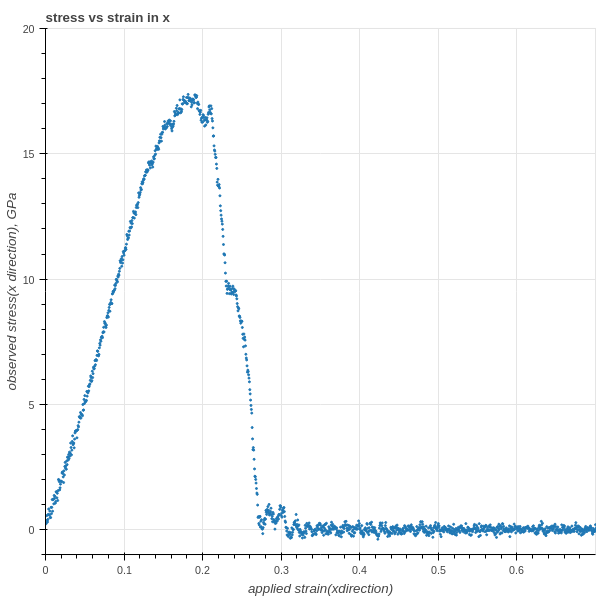 stress vs strain in x
20
15
10
5
0
observed stress(x direction), GPa
0 0.1 0.2 0.3 0.4 0.5 0.6
applied strain(xdirection)